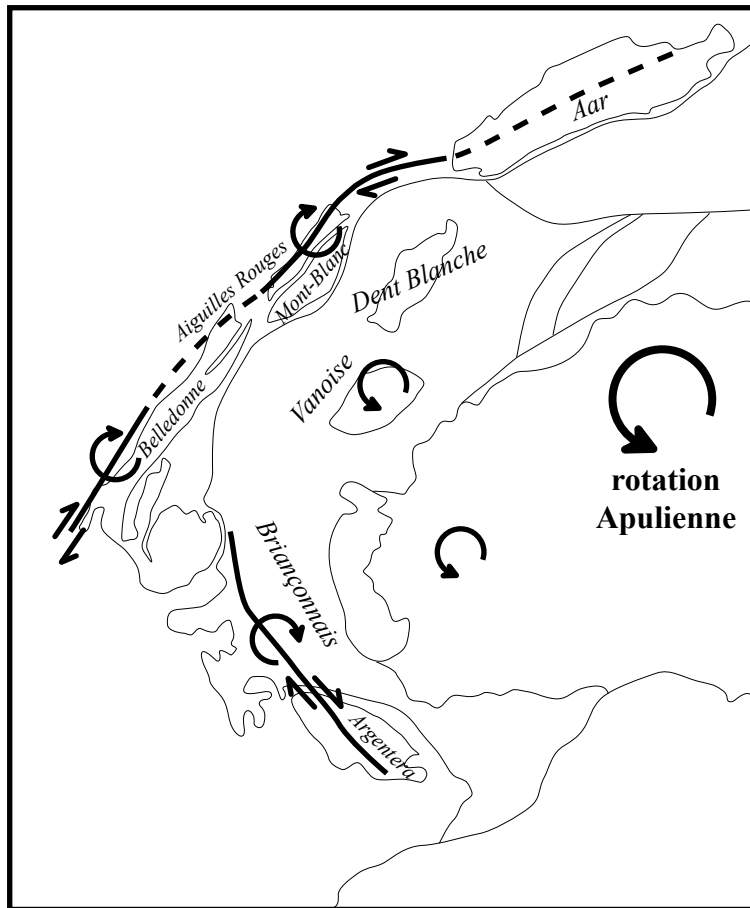 Aar
Aiguilles Rouges
Mont-Blanc
Dent Blanche
Vanoise
Belledonne
rotation
Apulienne
Briançonnais
Argentera